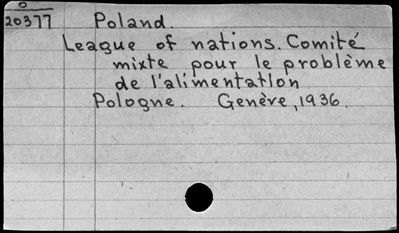 O
20377 Poland.
League of nations. Comité
mixte pour le problème
de l'alimentation
Pologne. Genève, 1936.